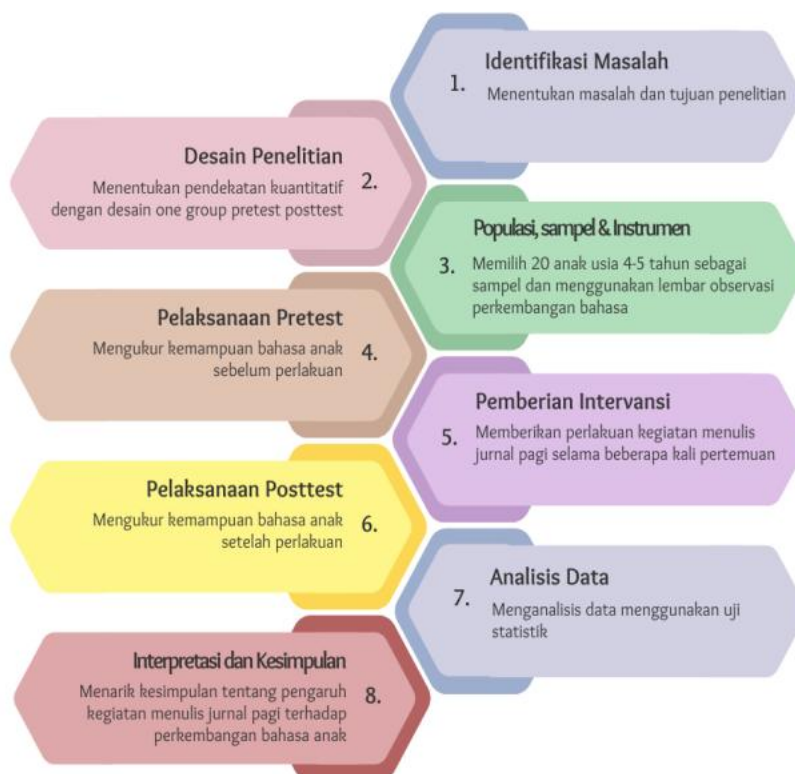 Identifikasi Masalah
1.
Menentukan masalah dan tujuan penelitian
Desain Penelitian
2.
Menentukan pendekatan kuantitatif
dengan desain one group pretest posttest
Populasi, sampel & Instrumen
3.
Memilih 20 anak usia 4-5 tahun sebagai
sampel dan menggunakan lembar observasi
perkembangan bahasa
Pelaksanaan Pretest
4.
Mengukur kemampuan bahasa anak
sebelum perlakuan
Pemberian Intervansi
5.
Memberikan perlakuan kegiatan menulis
jurnal pagi selama beberapa kali pertemuan
Pelaksanaan Posttest
6.
Mengukur kemampuan bahasa anak
setelah perlakuan
Analisis Data
7.
Menganalisis data menggunakan uji
statistik
Interpretasi dan Kesimpulan
8.
Menarik kesimpulan tentang pengaruh
kegiatan menulis jurnal pagi terhadap
perkembangan bahasa anak